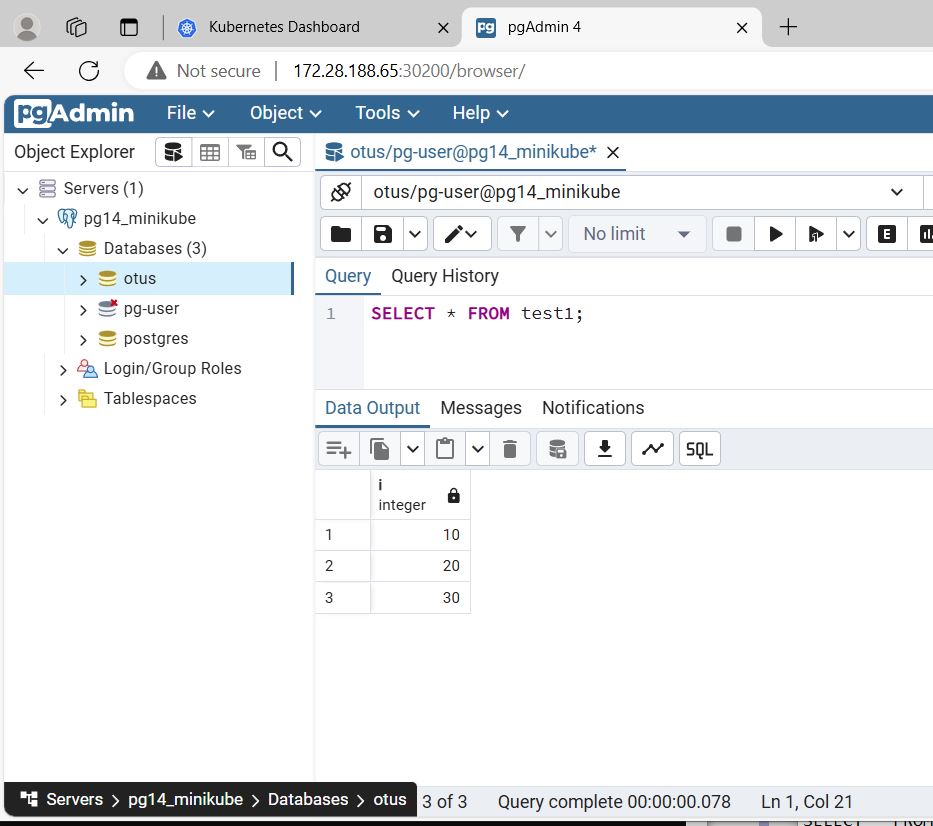 Kubernetes Dashboard
pgAdmin 4
Not secure
172.28.188.65:30200/browser/
pgAdmin File Object Tools Help
Object Explorer
otus/pg-user@pg14_minikube*
Servers (1)
pg14_minikube
Databases (3)
otus
pg-user
postgres
Login/Group Roles
Tablespaces
otus/pg-user@pg14_minikube
No limit
E
Query Query History
1 SELECT * FROM test1;
Data Output Messages Notifications
SQL
i
integer
1 10
2 20
3 30
Servers > pg14_minikube > Databases > otus
3 of 3 Query complete 00:00:00.078 Ln 1, Col 21